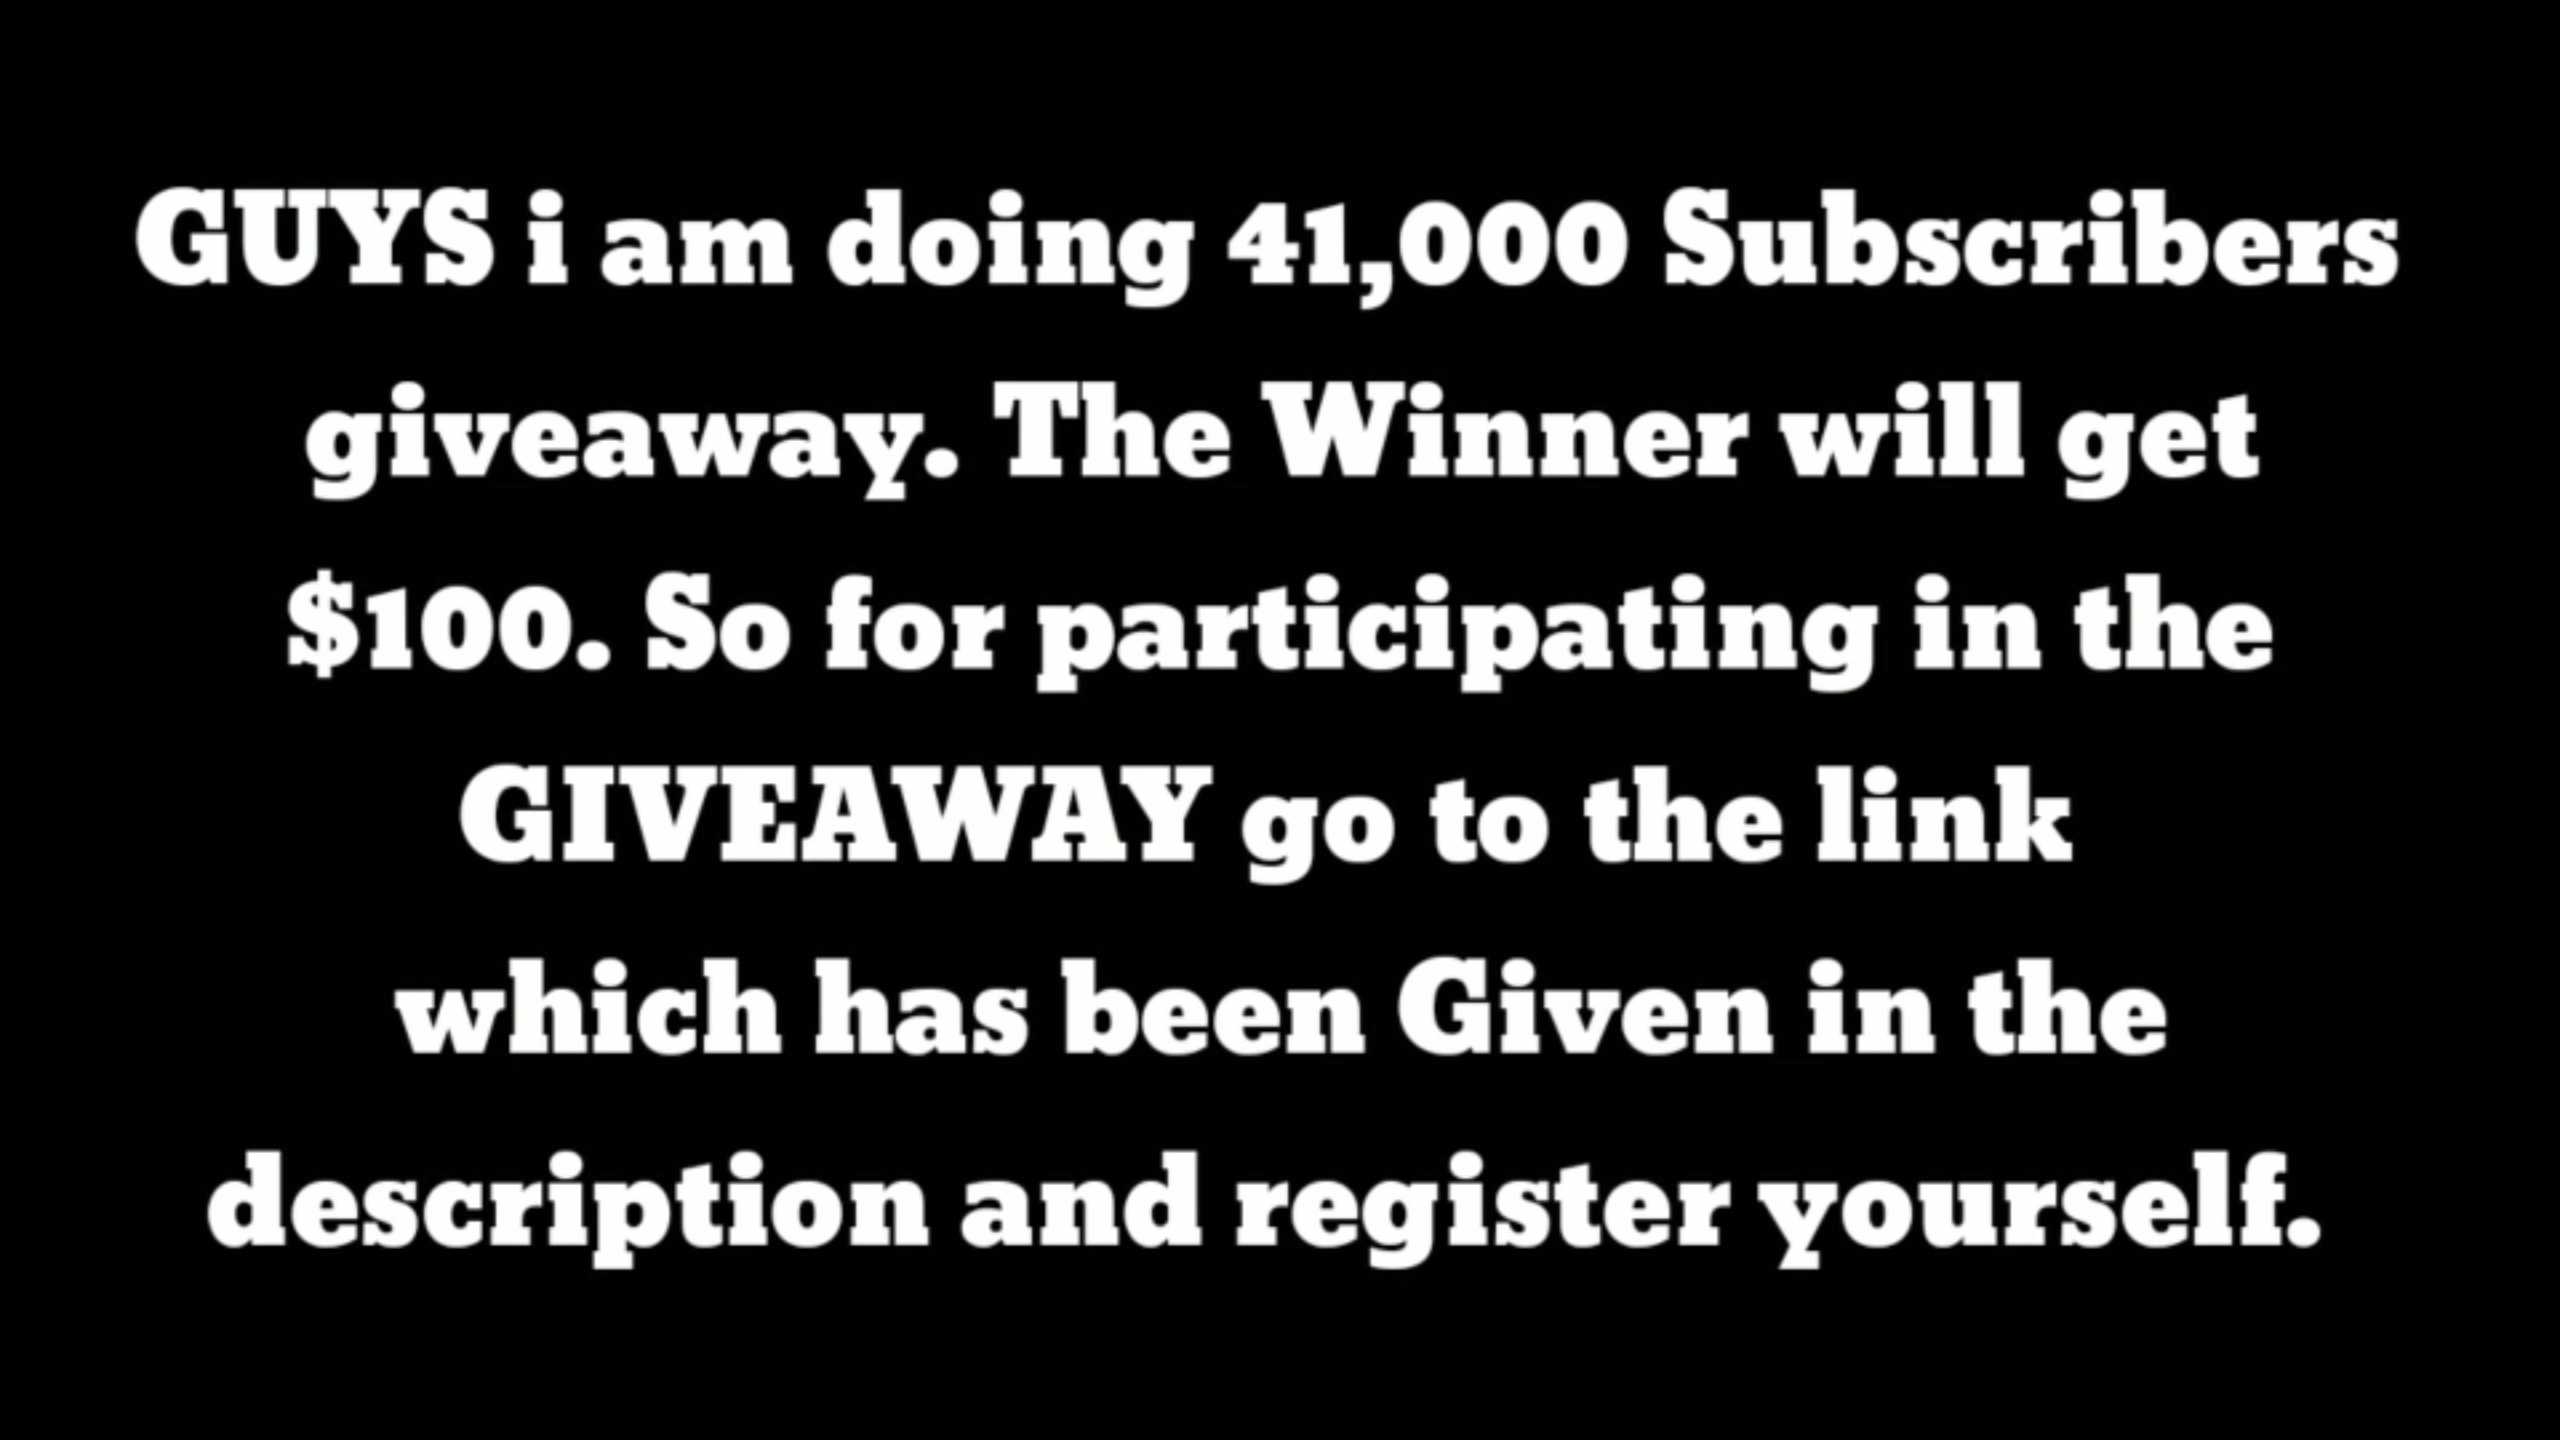 GUYS i am doing 41,000 Subscribers
giveaway. The Winner will get
$100. So for participating in the
GIVEAWAY go to the link
which has been Given in the
description and register yourself.